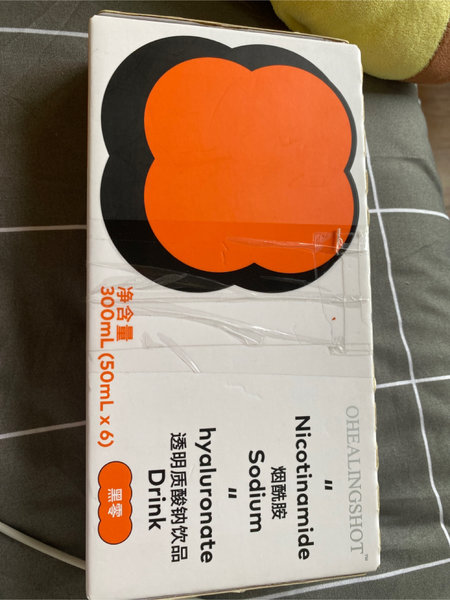 OHEALINGSHOT™
"
Nicotinamide
烟酰胺
Sodium
"
hyaluronate
透明质酸钠饮品
Drink
净含量
300mL (50mL x 6)
黑零